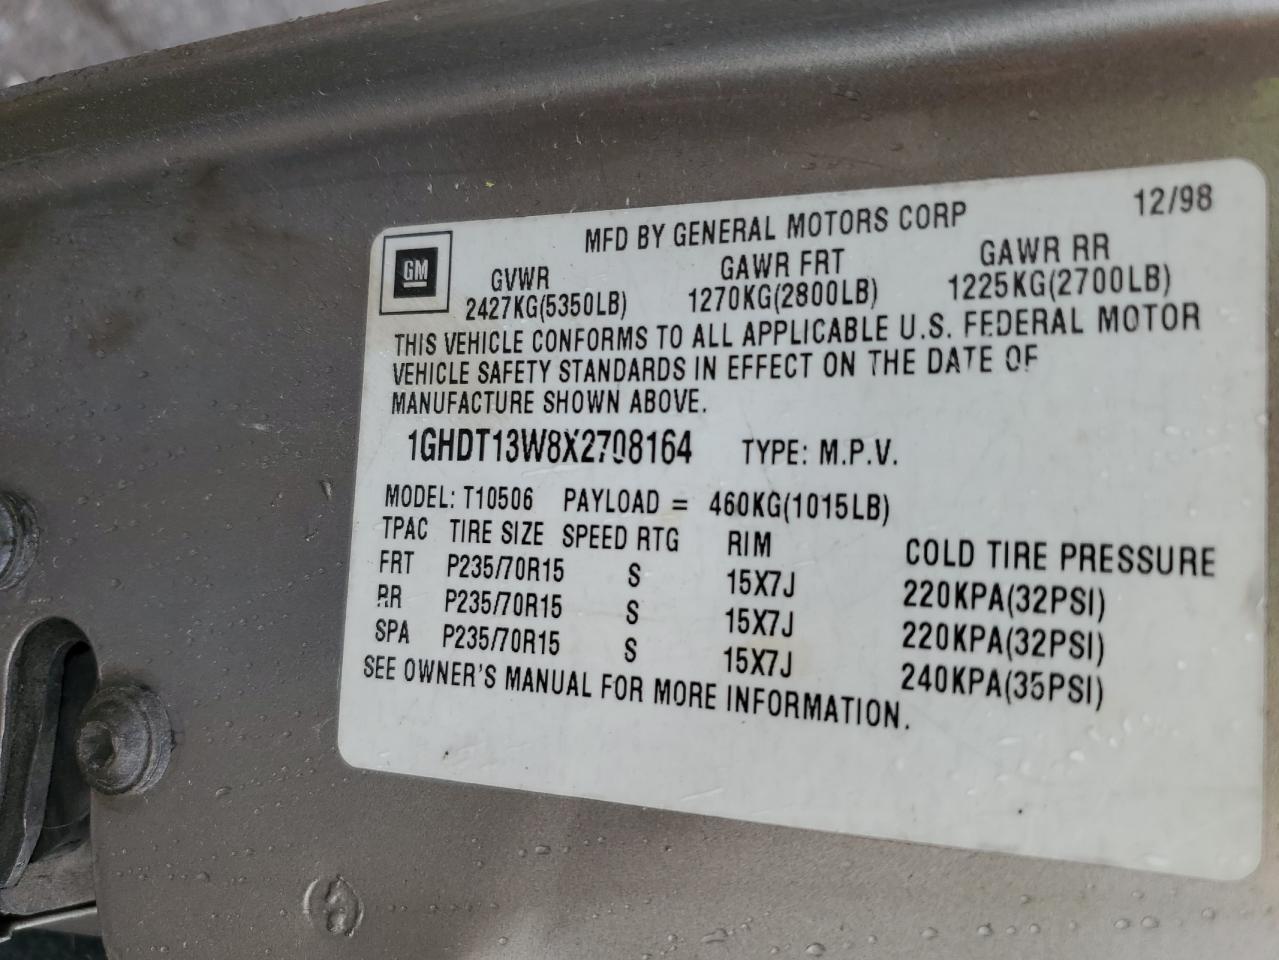 MFD BY GENERAL MOTORS CORP 12/98
GM
GVWR GAWR FRT GAWR RR
2427KG(5350LB) 1270KG(2800LB) 1225KG(2700LB)
THIS VEHICLE CONFORMS TO ALL APPLICABLE U.S. FEDERAL MOTOR
VEHICLE SAFETY STANDARDS IN EFFECT ON THE DATE OF
MANUFACTURE SHOWN ABOVE.
1GHDT13W8X2708164 TYPE: M.P.V.
MODEL: T10506 PAYLOAD = 460KG(1015LB)
TPAC TIRE SIZE SPEED RTG RIM COLD TIRE PRESSURE
FRT P235/70R15 S 15X7J 220KPA(32PSI)
RR P235/70R15 S 15X7J 220KPA(32PSI)
SPA P235/70R15 S 15X7J 240KPA(35PSI)
SEE OWNER'S MANUAL FOR MORE INFORMATION.